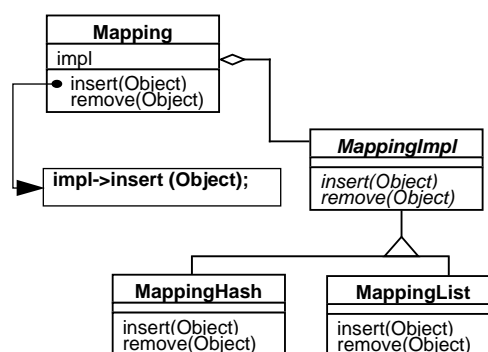 Mapping
impl
insert(Object)
remove(Object)
impl->insert (Object);
MappingImpl
insert(Object)
remove(Object)
MappingHash
insert(Object)
remove(Object)
MappingList
insert(Object)
remove(Object)